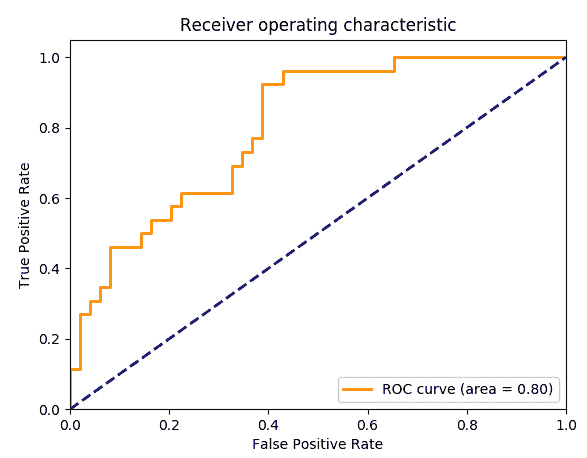 Receiver operating characteristic
1.0
0.8
0.6
0.4
0.2
0.0
True Positive Rate
ROC curve (area = 0.80)
0.0 0.2 0.4 0.6 0.8 1.0
False Positive Rate